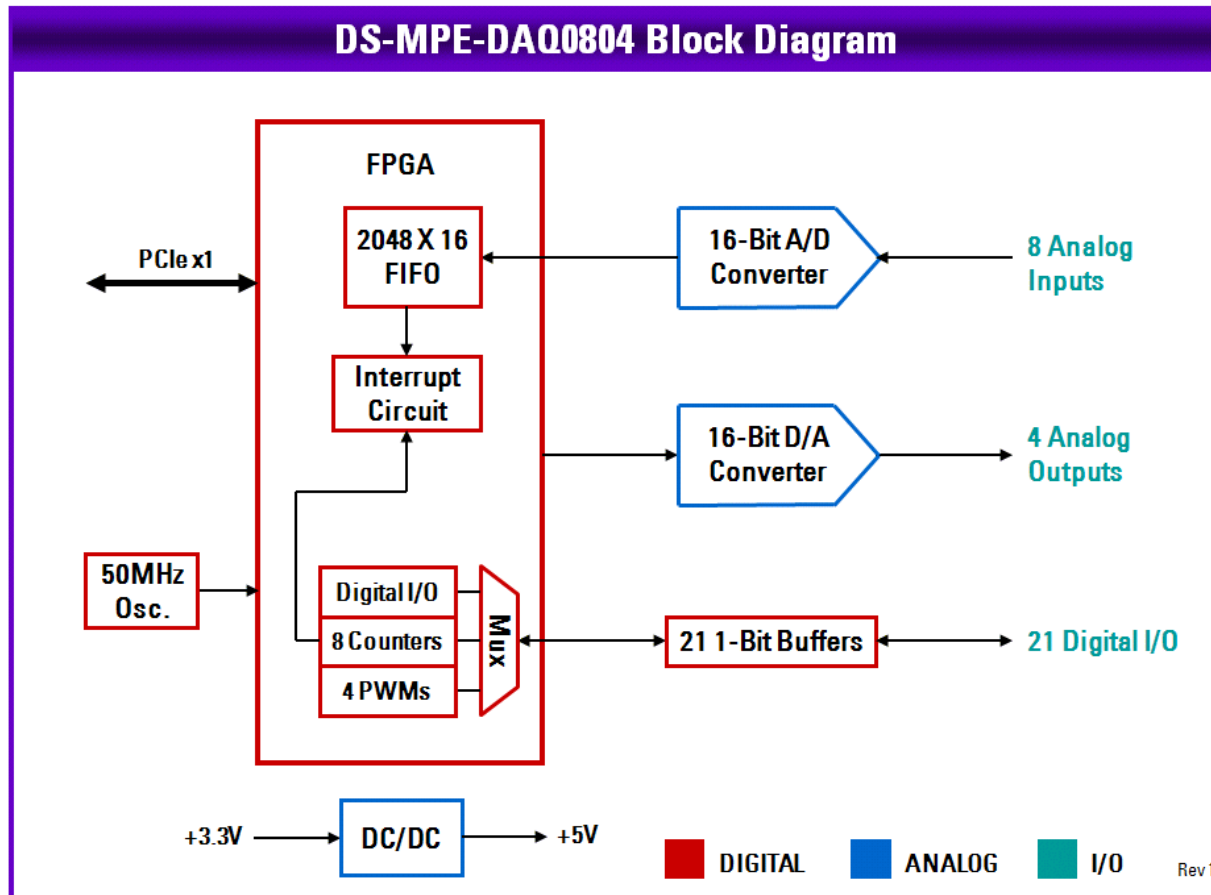 DS-MPE-DAQ0804 Block Diagram
FPGA
PCIe x1
2048 X 16
FIFO
16-Bit A/D
Converter
8 Analog
Inputs
Interrupt
Circuit
16-Bit D/A
Converter
4 Analog
Outputs
50MHz
Osc.
Digital I/O
8 Counters
4 PWMs
Mux
21 1-Bit Buffers
21 Digital I/O
+3.3V
DC/DC
+5V
DIGITAL
ANALOG
I/O
Rev